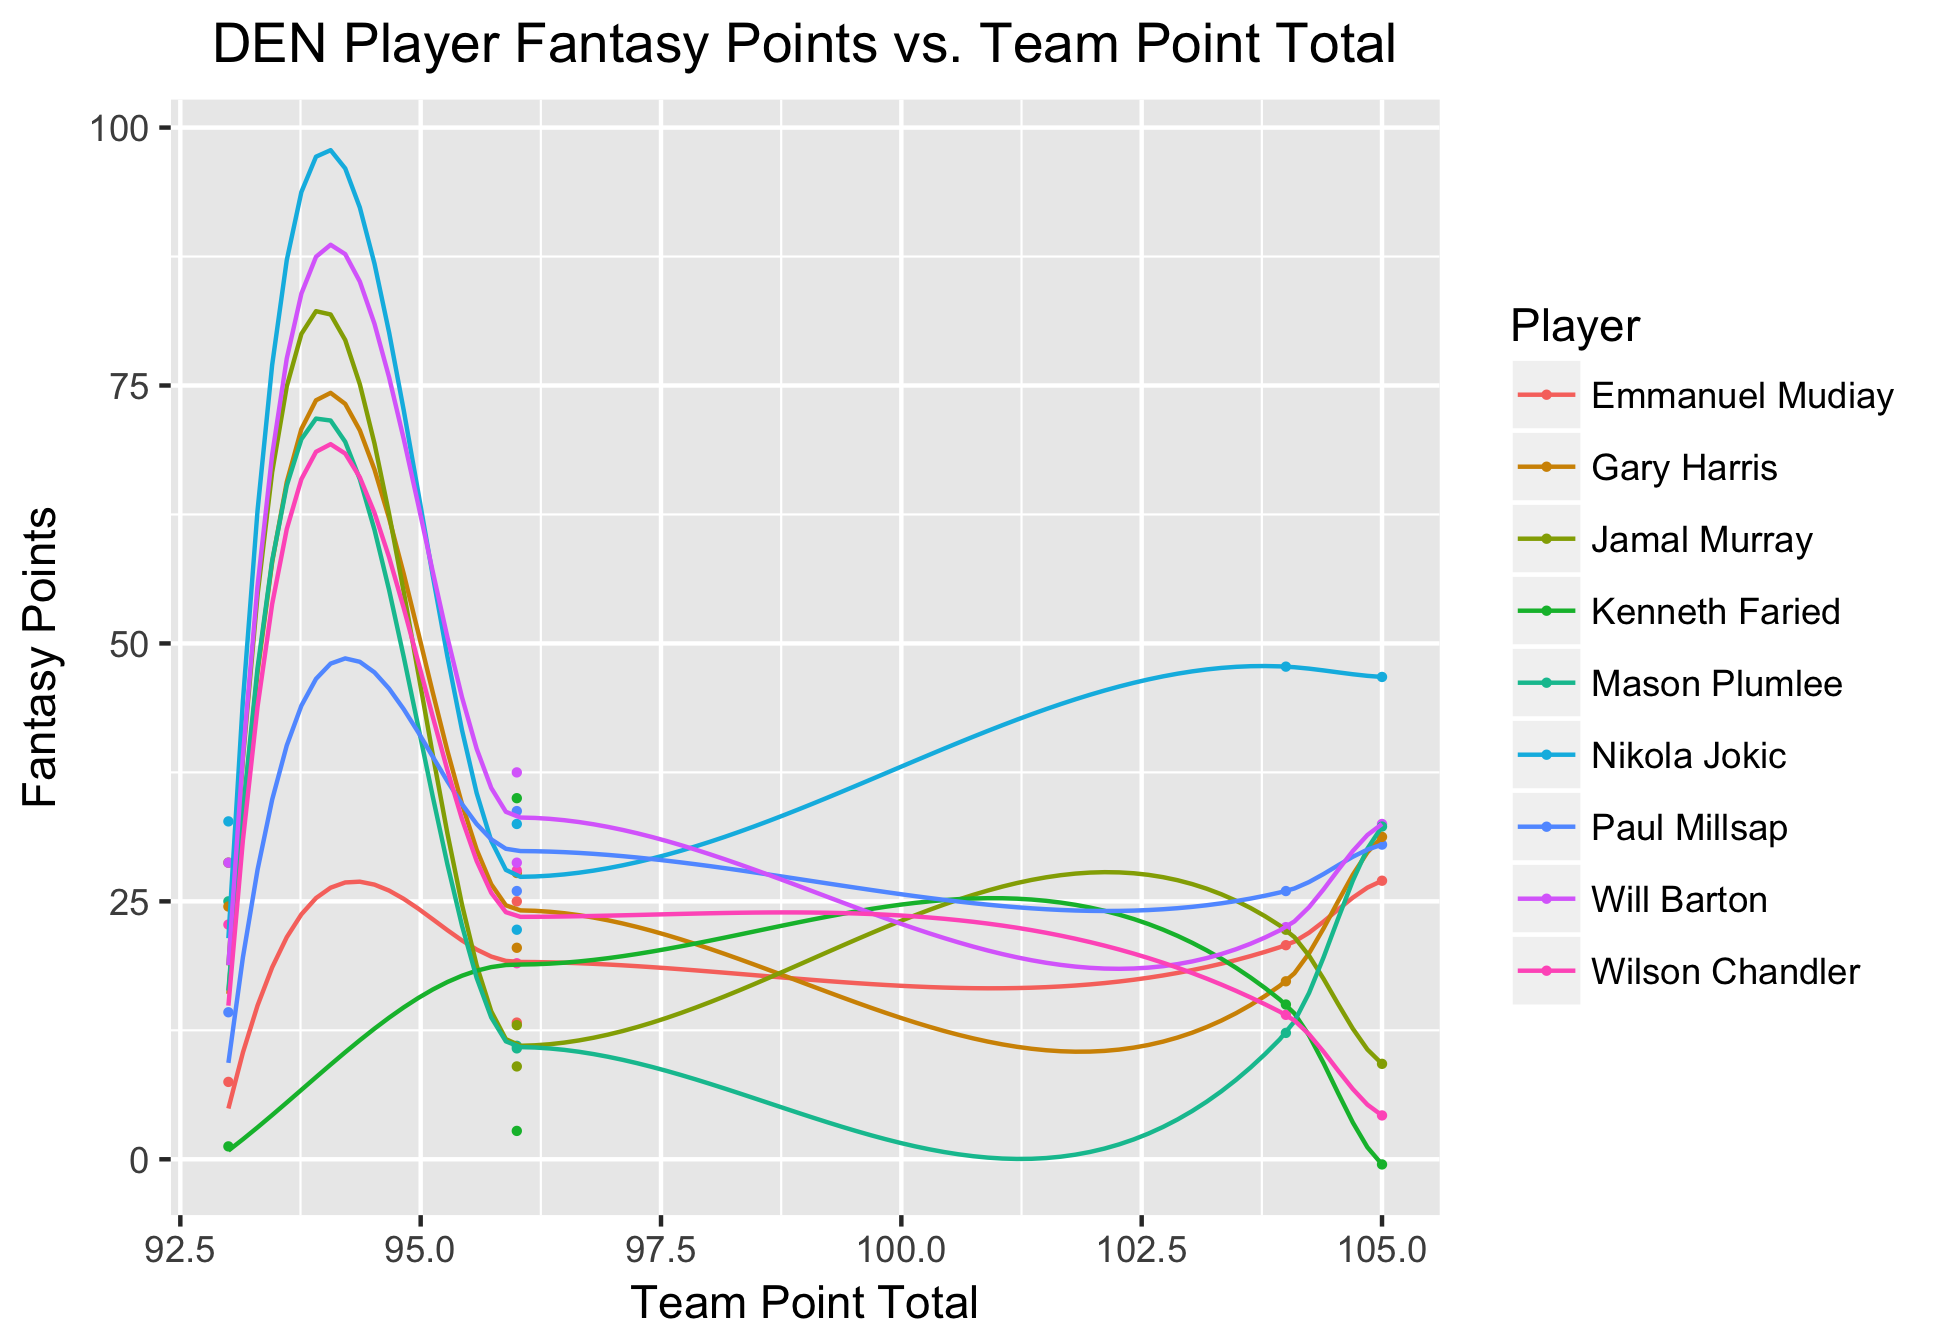 DEN Player Fantasy Points vs. Team Point Total
Fantasy Points
100
75
50
25
0
92.5 95.0 97.5 100.0 102.5 105.0
Team Point Total
Player
Emmanuel Mudiay
Gary Harris
Jamal Murray
Kenneth Faried
Mason Plumlee
Nikola Jokic
Paul Millsap
Will Barton
Wilson Chandler